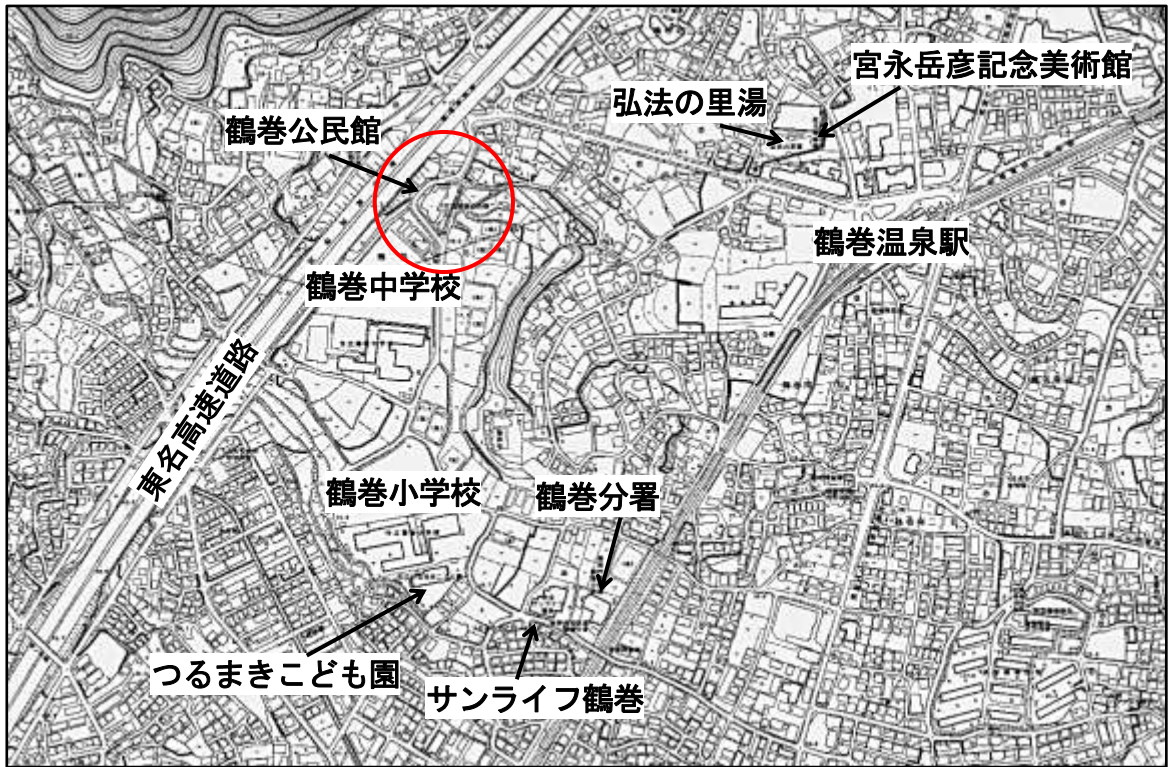 宮永岳彦記念美術館
弘法の里湯
鶴巻公民館
鶴巻温泉駅
鶴巻中学校
東名高速道路
鶴巻小学校
鶴巻分署
つるまきこども園
サンライフ鶴巻